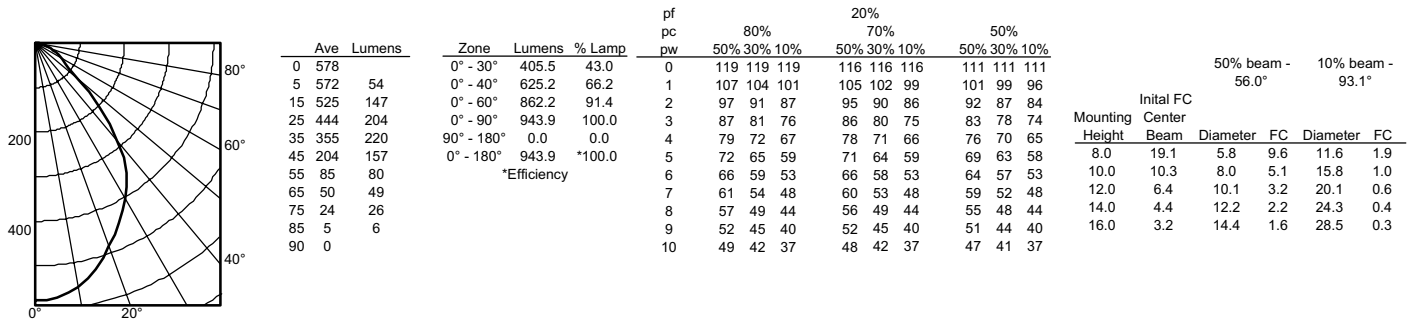 80°
60°
40°
20°
0°
200
400
Ave Lumens
0 578
5 572 54
15 525 147
25 444 204
35 355 220
45 204 157
55 85 80
65 50 49
75 24 26
85 5 6
90 0
Zone Lumens % Lamp
0° - 30° 405.5 43.0
0° - 40° 625.2 66.2
0° - 60° 862.2 91.4
0° - 90° 943.9 100.0
90° - 180° 0.0 0.0
0° - 180° 943.9 *100.0
*Efficiency
pf 20%
pc 80% 70% 50%
pw 50% 30% 10% 50% 30% 10% 50% 30% 10%
0 119 119 119 116 116 116 111 111 111
1 107 104 101 105 102 99 101 99 96
2 97 91 87 95 90 86 92 87 84
3 87 81 76 86 80 75 83 78 74
4 79 72 67 78 71 66 76 70 65
5 72 65 59 71 64 59 69 63 58
6 66 59 53 66 58 53 64 57 53
7 61 54 48 60 53 48 59 52 48
8 57 49 44 56 49 44 55 48 44
9 52 45 40 52 45 40 51 44 40
10 49 42 37 48 42 37 47 41 37
50% beam - 10% beam -
56.0° 93.1°
Inital FC
Mounting Center
Height Beam Diameter FC Diameter FC
8.0 19.1 5.8 9.6 11.6 1.9
10.0 10.3 8.0 5.1 15.8 1.0
12.0 6.4 10.1 3.2 20.1 0.6
14.0 4.4 12.2 2.2 24.3 0.4
16.0 3.2 14.4 1.6 28.5 0.3